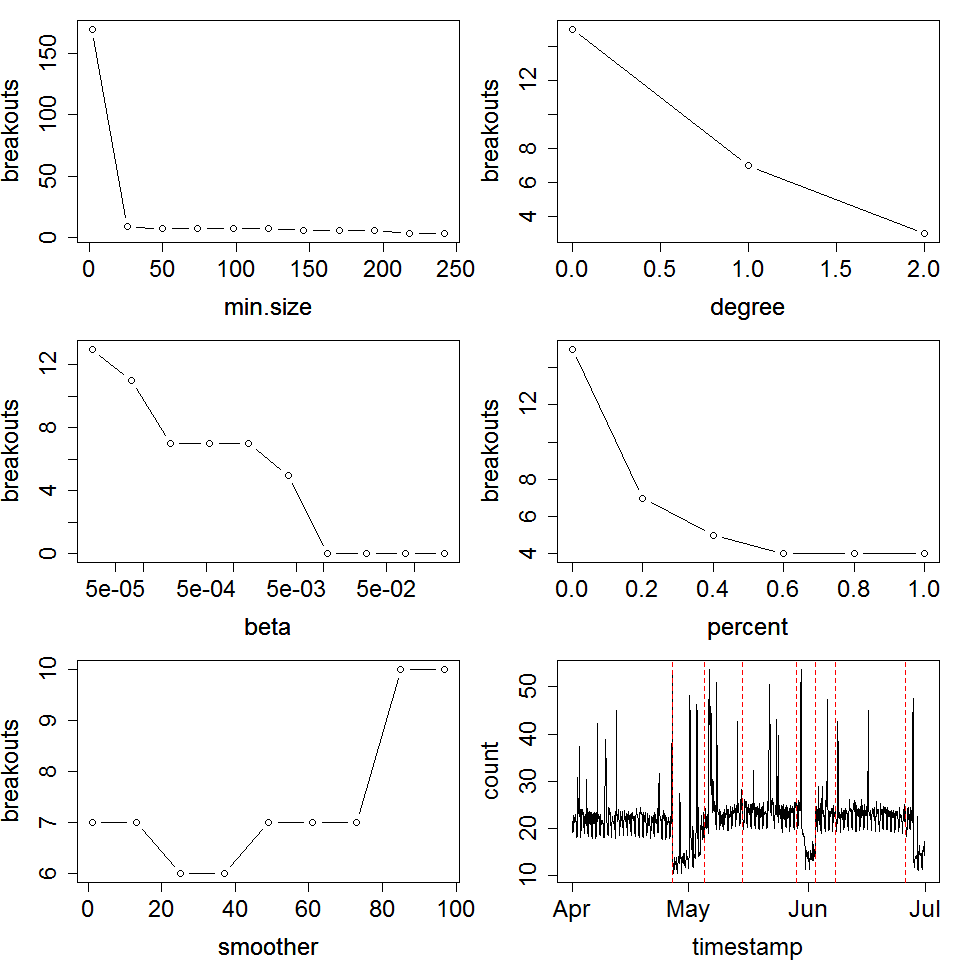 breakouts
0 50 100 150
0 50 100 150 200 250
min.size
breakouts
4 6 8 12
0.0 0.5 1.0 1.5 2.0
degree
breakouts
0 4 8 12
5e-05 5e-04 5e-03 5e-02
beta
breakouts
4 6 8 12
0.0 0.2 0.4 0.6 0.8 1.0
percent
breakouts
6 7 8 9 10
0 20 40 60 80 100
smoother
count
10 20 30 40 50
Apr May Jun Jul
timestamp